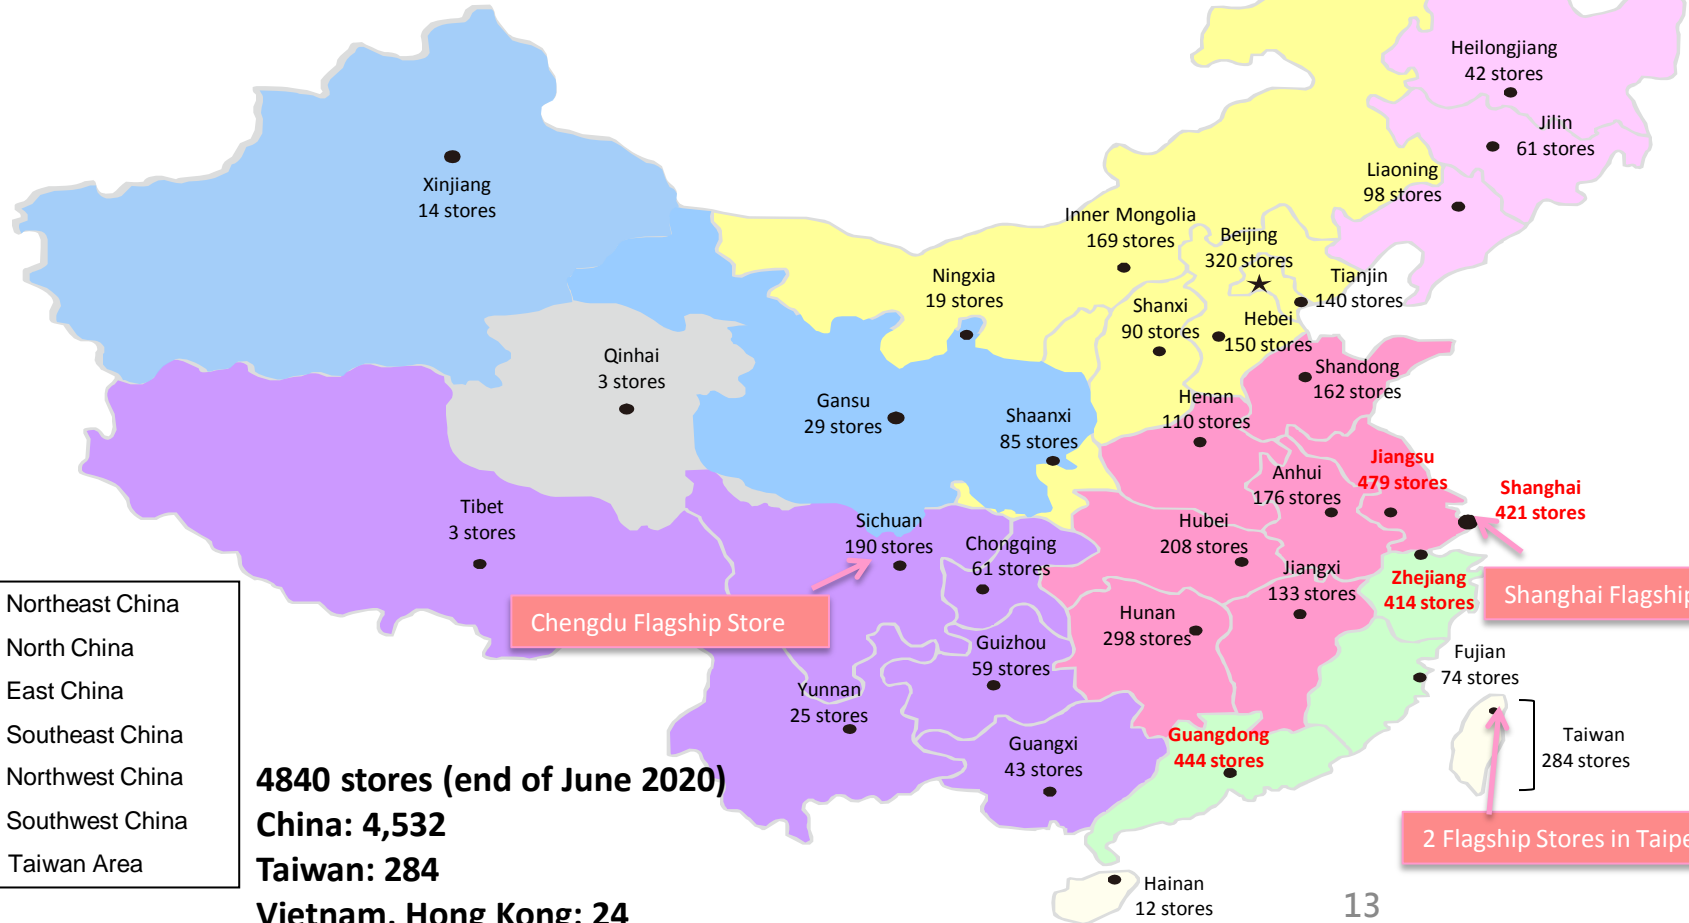 Heilongjiang
42 stores
Jilin
61 stores
Liaoning
98 stores
Xinjiang
14 stores
Inner Mongolia
169 stores
Beijing
320 stores
Ningxia
19 stores
Tianjin
140 stores
Shanxi
90 stores
Hebei
150 stores
Qinhai
3 stores
Shandong
162 stores
Gansu
29 stores
Shaanxi
85 stores
Henan
110 stores
Jiangsu
479 stores
Anhui
176 stores
Shanghai
421 stores
Tibet
3 stores
Sichuan
190 stores
Chongqing
61 stores
Hubei
208 stores
Jiangxi
133 stores
Zhejiang
414 stores
Shanghai Flagship
Chengdu Flagship Store
Hunan
298 stores
Guizhou
59 stores
Fujian
74 stores
Yunnan
25 stores
Guangxi
43 stores
Guangdong
444 stores
Taiwan
284 stores
2 Flagship Stores in Taipe
Hainan
12 stores
Northeast China
North China
East China
Southeast China
Northwest China
Southwest China
Taiwan Area
4840 stores (end of June 2020)
China: 4,532
Taiwan: 284
Vietnam, Hong Kong: 24
13